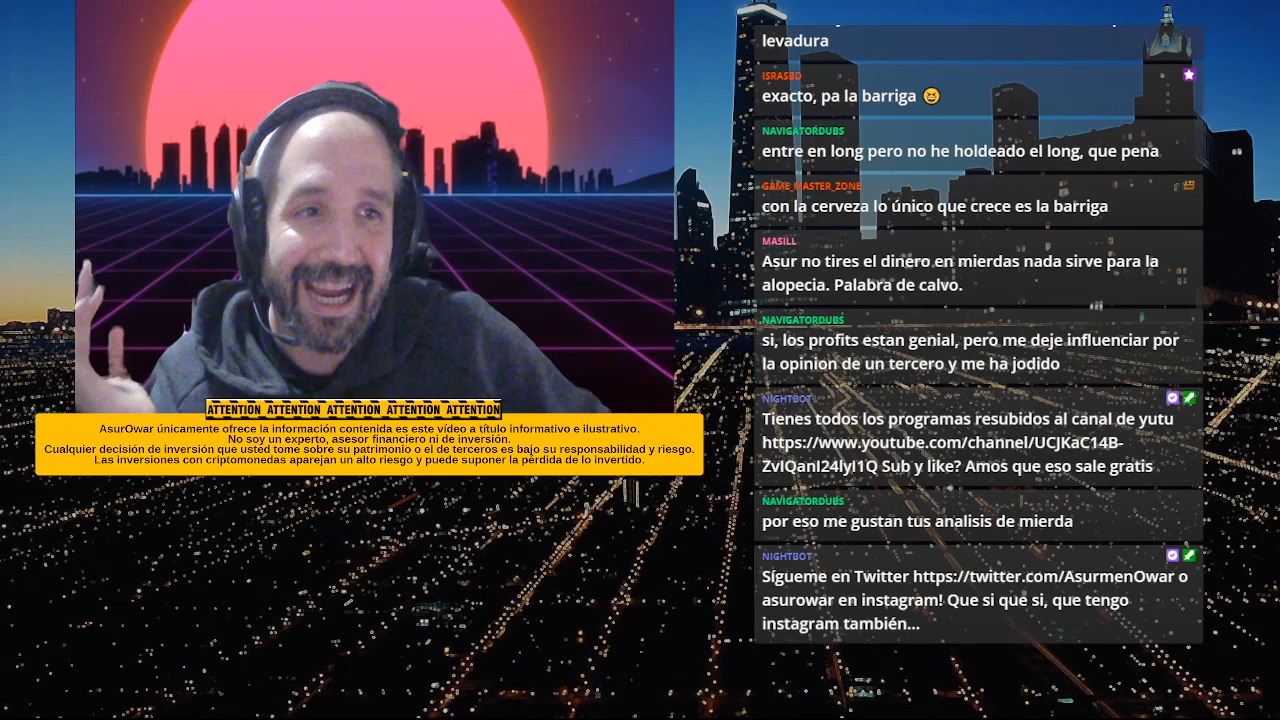 ATTENTION ATTENTION ATTENTION ATTENTION ATTENTION
AsurOwar únicamente ofrece la información contenida es este vídeo a título informativo e ilustrativo.
No soy un experto, asesor financiero ni de inversión.
Cualquier decisión de inversión que usted tome sobre su patrimonio o el de terceros es bajo su responsabilidad y riesgo.
Las inversiones con criptomonedas aparejan un alto riesgo y puede suponer la pérdida de lo invertido.
levadura
ISRASBD
exacto, pa la barriga 😆
NAVIGATORDUBS
entre en long pero no he holdeado el long, que pena
GAME_MASTER_ZONE
con la cerveza lo único que crece es la barriga
MASILL
Asur no tires el dinero en mierdas nada sirve para la
alopecia. Palabra de calvo.
NAVIGATORDUBS
si, los profits estan genial, pero me deje influenciar por
la opinion de un tercero y me ha jodido
NIGHTBOT
Tienes todos los programas resubidos al canal de yutu
https://www.youtube.com/channel/UCJKaC14B-
ZvIQanI24lyI1Q Sub y like? Amos que eso sale gratis
NAVIGATORDUBS
por eso me gustan tus analisis de mierda
NIGHTBOT
Sígueme en Twitter https://twitter.com/AsurmenOwar o
asurowar en instagram! Que si que si, que tengo
instagram también...